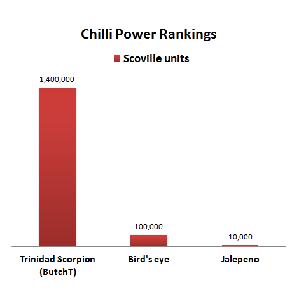 Chilli Power Rankings
Scoville units
1,400,000
100,000
10,000
Trinidad Scorpion (ButchT)
Bird's eye
Jalepeno